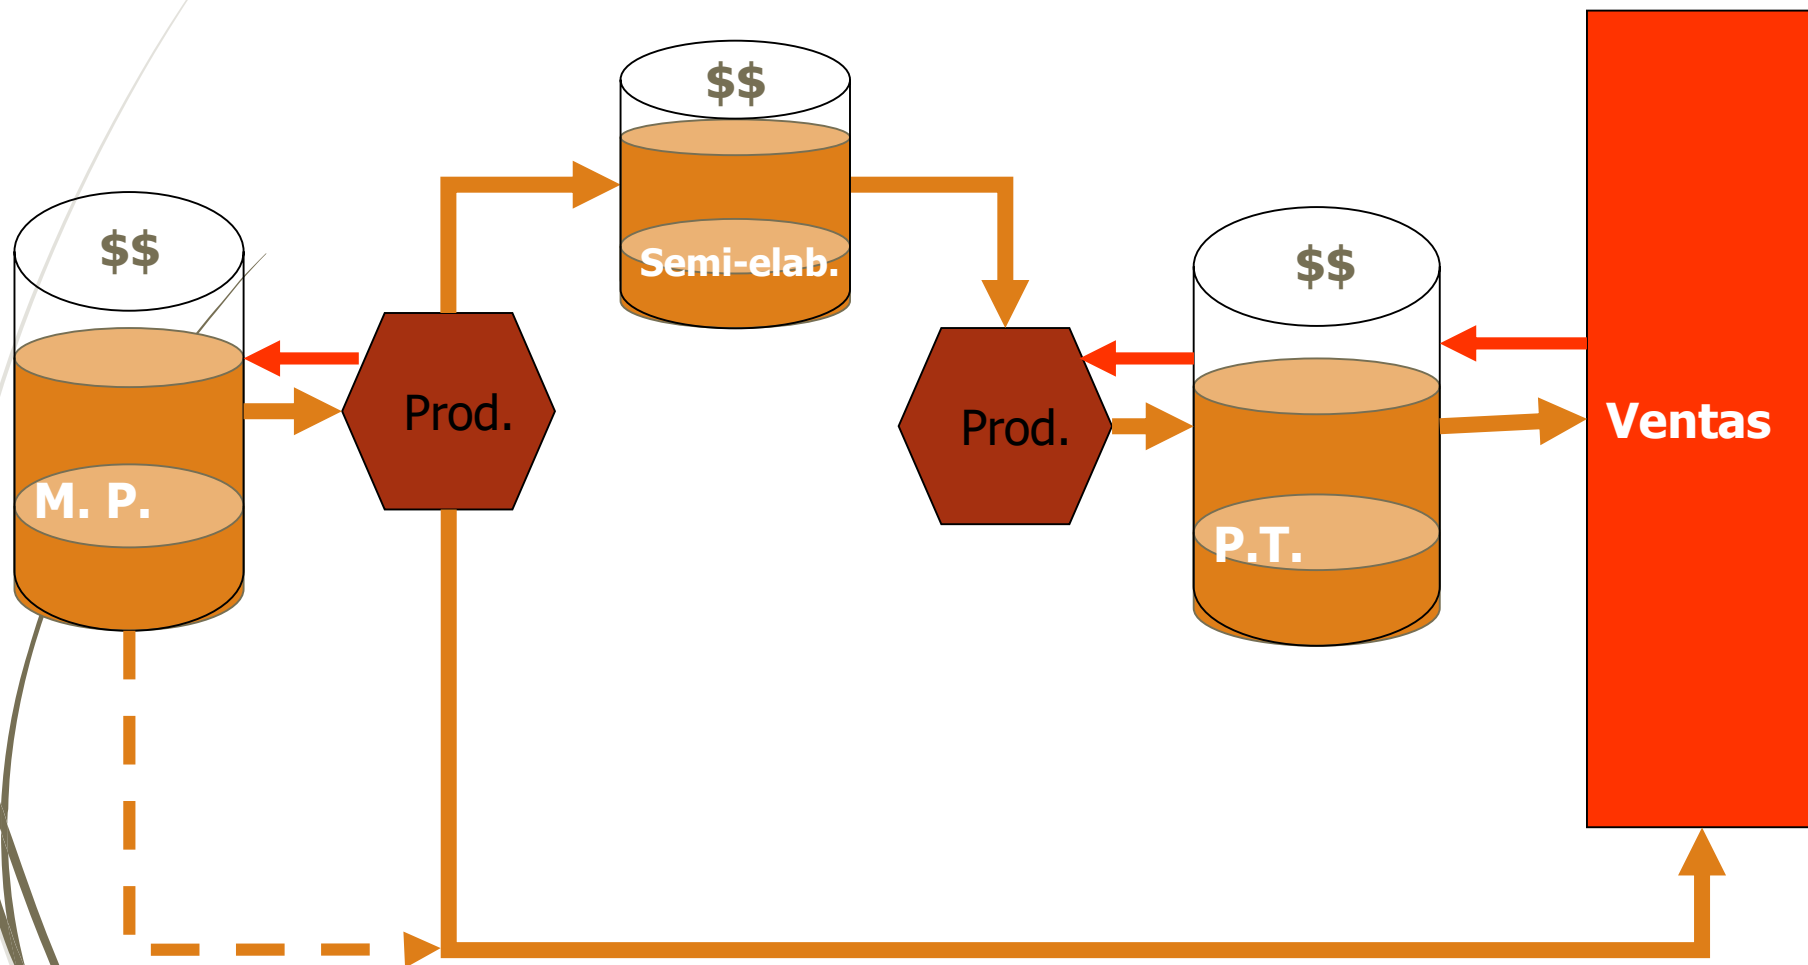 $$
$$
$$
Semi-elab.
Prod.
Prod.
Ventas
M. P.
P.T.